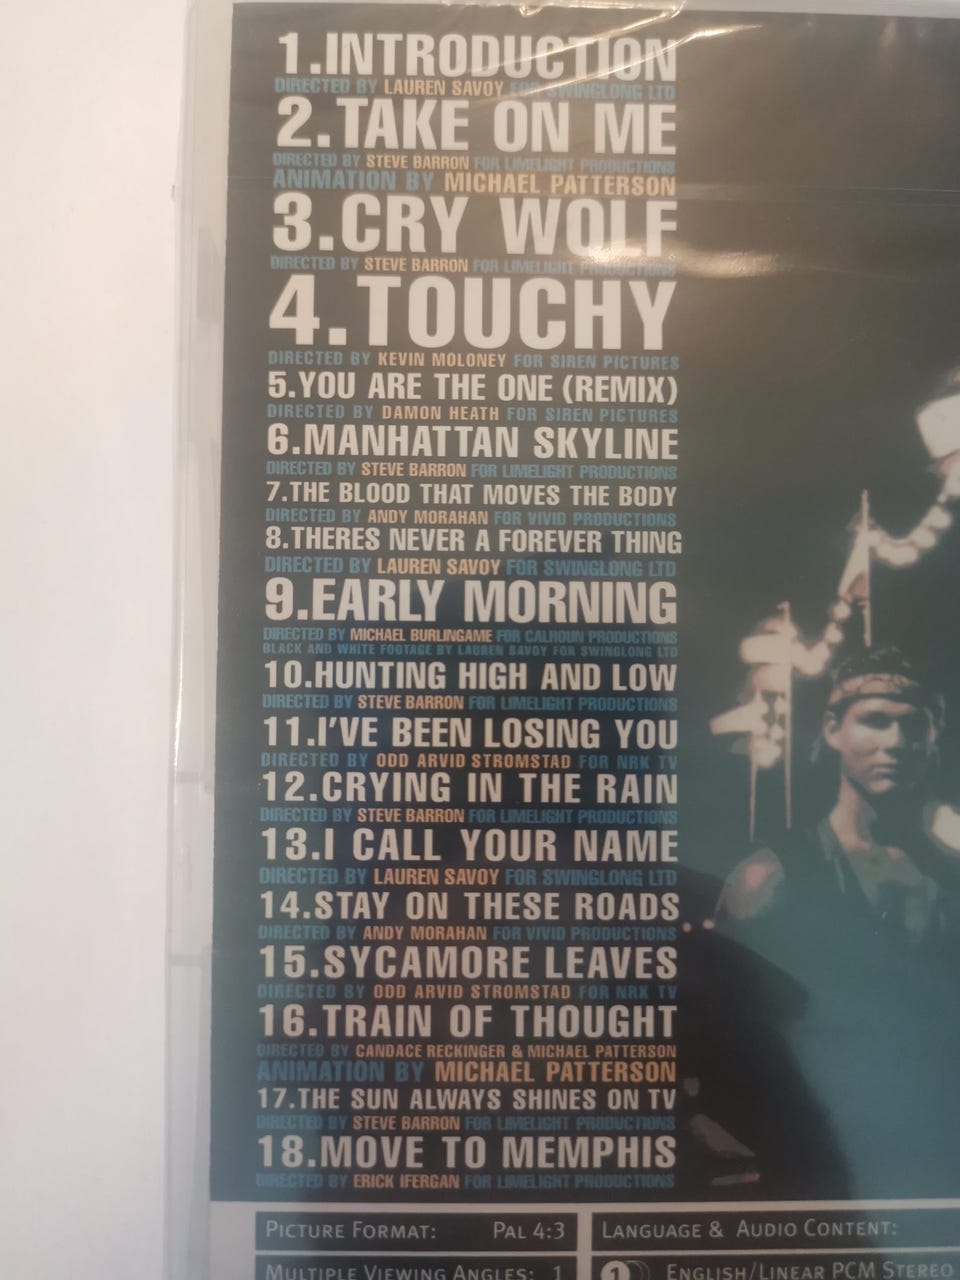 1.INTRODUCTION
DIRECTED BY LAUREN SAVOY FOR SWINGLONG LTD
2.TAKE ON ME
DIRECTED BY STEVE BARRON FOR LIMELIGHT PRODUCTIONS
ANIMATION BY MICHAEL PATTERSON
3.CRY WOLF
DIRECTED BY STEVE BARRON FOR LIMELIGHT PRODUCTIONS
4.TOUCHY
DIRECTED BY KEVIN MOLONEY FOR SIREN PICTURES
5.YOU ARE THE ONE (REMIX)
DIRECTED BY DAMON HEATH FOR SIREN PICTURES
6.MANHATTAN SKYLINE
DIRECTED BY STEVE BARRON FOR LIMELIGHT PRODUCTIONS
7.THE BLOOD THAT MOVES THE BODY
DIRECTED BY ANDY MORAHAN FOR VIVID PRODUCTIONS
8.THERES NEVER A FOREVER THING
DIRECTED BY LAUREN SAVOY FOR SWINGLONG LTD
9.EARLY MORNING
DIRECTED BY MICHAEL BURLINGAME FOR CALHOUN PRODUCTIONS
BLACK AND WHITE FOOTAGE BY LAUREN SAVOY FOR SWINGLONG LTD
10.HUNTING HIGH AND LOW
DIRECTED BY STEVE BARRON FOR LIMELIGHT PRODUCTIONS
11.I'VE BEEN LOSING YOU
DIRECTED BY ODD ARVID STROMSTAD FOR NRK TV
12.CRYING IN THE RAIN
DIRECTED BY STEVE BARRON FOR LIMELIGHT PRODUCTIONS
13.I CALL YOUR NAME
DIRECTED BY LAUREN SAVOY FOR SWINGLONG LTD
14.STAY ON THESE ROADS
DIRECTED BY ANDY MORAHAN FOR VIVID PRODUCTIONS
15.SYCAMORE LEAVES
DIRECTED BY ODD ARVID STROMSTAD FOR NRK TV
16.TRAIN OF THOUGHT
DIRECTED BY CANDACE RECKINGER & MICHAEL PATTERSON
ANIMATION BY MICHAEL PATTERSON
17.THE SUN ALWAYS SHINES ON TV
DIRECTED BY STEVE BARRON FOR LIMELIGHT PRODUCTIONS
18.MOVE TO MEMPHIS
DIRECTED BY ERICK IFERGAN FOR LIMELIGHT PRODUCTIONS
PICTURE FORMAT: PAL 4:3
MULTIPLE VIEWING ANGLES: 1
LANGUAGE & AUDIO CONTENT:
1 ENGLISH/LINEAR PCM STEREO